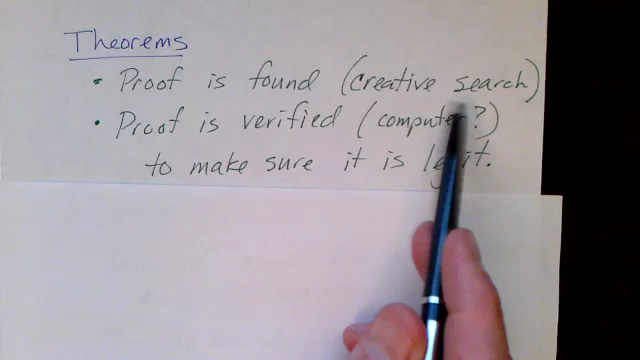 Theorems
• Proof is found (creative search)
• Proof is verified (computer?)
to make sure it is legit.